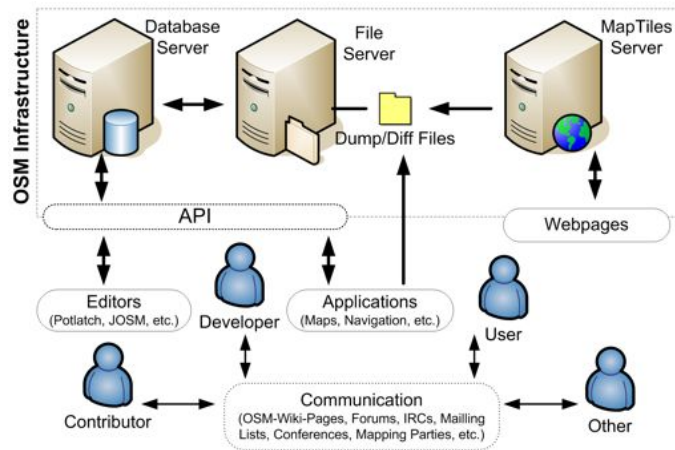 OSM Infrastructure
Database
Server
File
Server
MapTiles
Server
Dump/Diff Files
API
Webpages
Editors
(Potlatch, JOSM, etc.)
Developer
Applications
(Maps, Navigation, etc.)
User
Contributor
Communication
(OSM-Wiki-Pages, Forums, IRCs, Mailling
Lists, Conferences, Mapping Parties, etc.)
Other